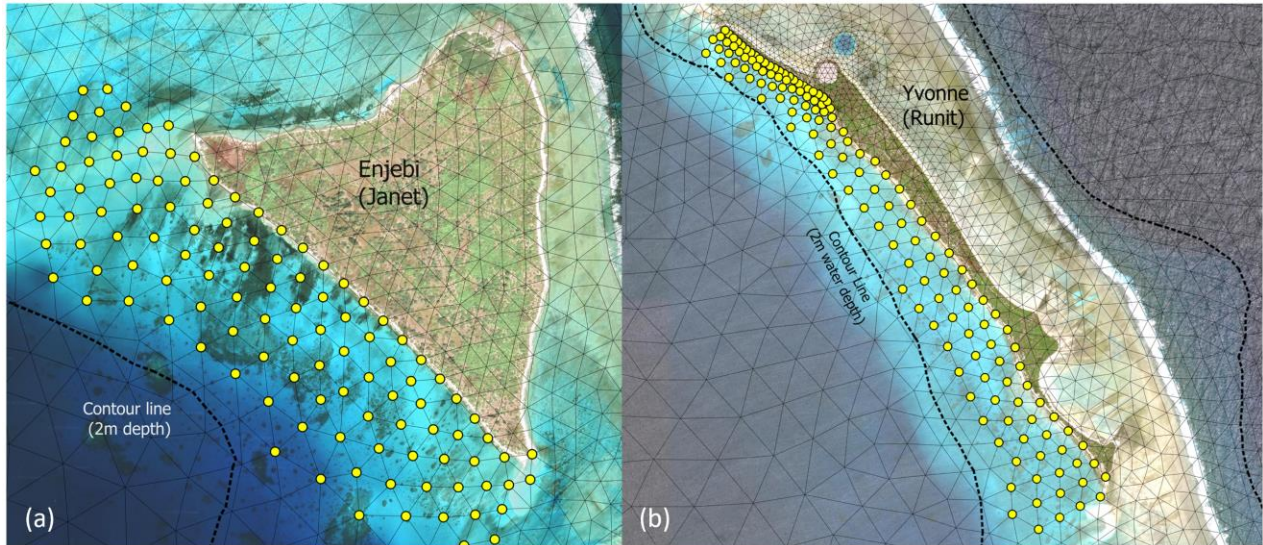 Enjebi
(Janet)
Contour line
(2m depth)
(a)
Yvonne
(Runit)
Contour Line
(2m water depth)
(b)